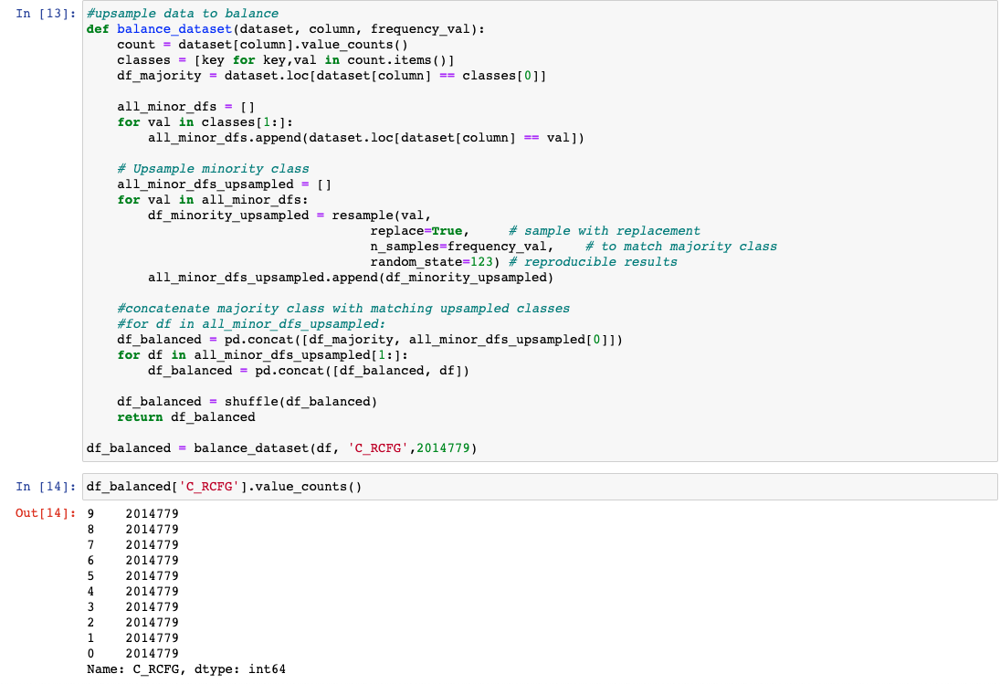 In [13]: #upsample data to balance
def balance_dataset(dataset, column, frequency_val):
    count = dataset[column].value_counts()
    classes = [key for key,val in count.items()]
    df_majority = dataset.loc[dataset[column] == classes[0]]

    all_minor_dfs = []
    for val in classes[1:]:
        all_minor_dfs.append(dataset.loc[dataset[column] == val])

    # Upsample minority class
    all_minor_dfs_upsampled = []
    for val in all_minor_dfs:
        df_minority_upsampled = resample(val,
                                     replace=True,     # sample with replacement
                                     n_samples=frequency_val,    # to match majority class
                                     random_state=123) # reproducible results
        all_minor_dfs_upsampled.append(df_minority_upsampled)

    #concatenate majority class with matching upsampled classes
    #for df in all_minor_dfs_upsampled:
    df_balanced = pd.concat([df_majority, all_minor_dfs_upsampled[0]])
    for df in all_minor_dfs_upsampled[1:]:
        df_balanced = pd.concat([df_balanced, df])

    df_balanced = shuffle(df_balanced)
    return df_balanced

df_balanced = balance_dataset(df, 'C_RCFG',2014779)
In [14]: df_balanced['C_RCFG'].value_counts()
Out[14]: 9    2014779
8    2014779
7    2014779
6    2014779
5    2014779
4    2014779
3    2014779
2    2014779
1    2014779
0    2014779
Name: C_RCFG, dtype: int64